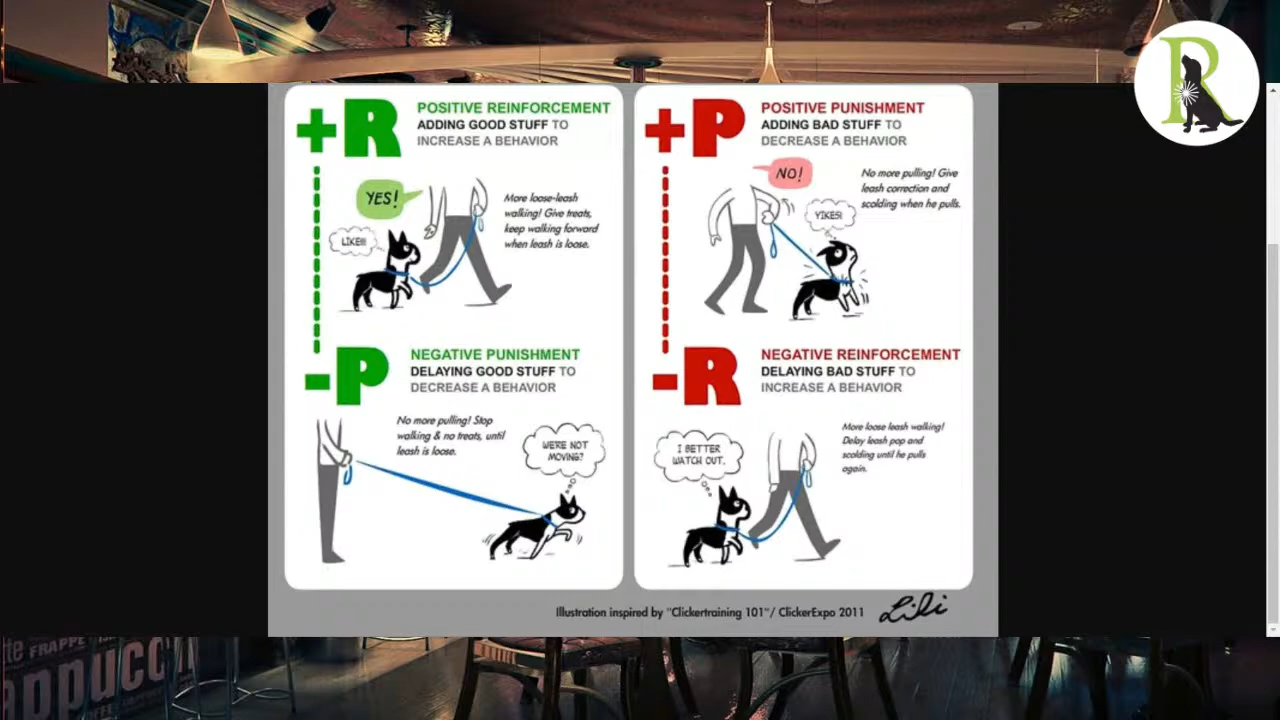 R
+R
POSITIVE REINFORCEMENT
ADDING GOOD STUFF TO
INCREASE A BEHAVIOR
YES!
LIKE!!!
More loose-leash
walking! Give treats,
keep walking forward
when leash is loose.
-P
NEGATIVE PUNISHMENT
DELAYING GOOD STUFF TO
DECREASE A BEHAVIOR
No more pulling! Stop
walking & no treats, until
leash is loose.
WE'RE NOT
MOVING?
+P
POSITIVE PUNISHMENT
ADDING BAD STUFF TO
DECREASE A BEHAVIOR
NO!
YIKES!
No more pulling! Give
leash correction and
scolding when he pulls.
-R
NEGATIVE REINFORCEMENT
DELAYING BAD STUFF TO
INCREASE A BEHAVIOR
I BETTER
WATCH OUT.
More loose leash walking!
Delay leash pop and
scolding until he pulls
again.
Illustration inspired by "Clickertraining 101"/ ClickerExpo 2011
Lili
FRAPPE